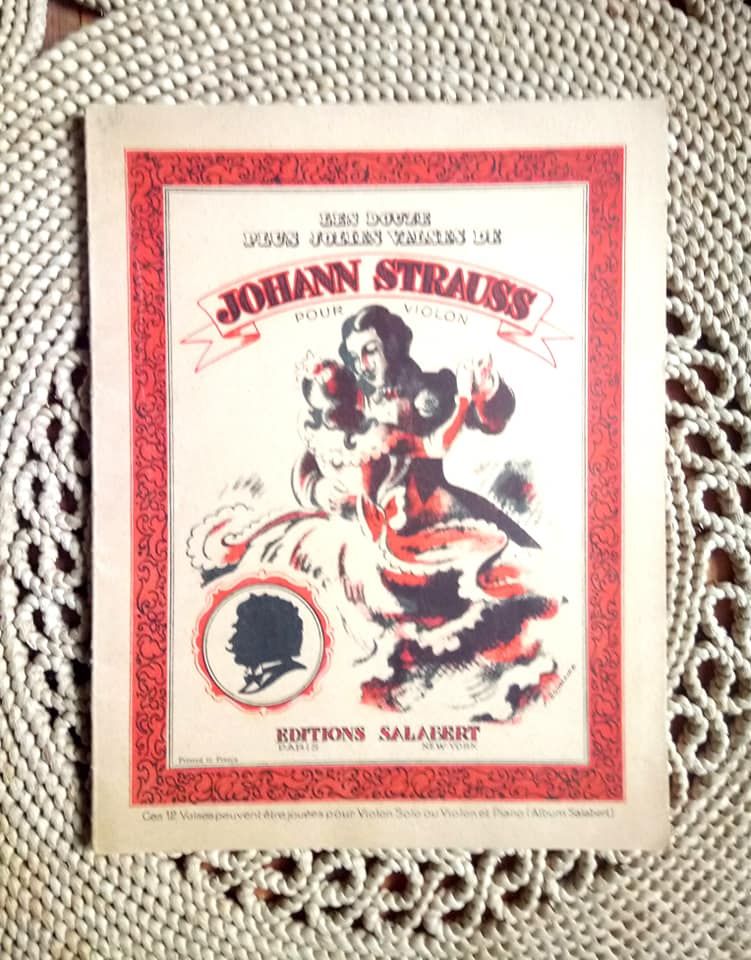 LES DOUZE
PLUS JOLIES VALSES DE
JOHANN STRAUSS
POUR VIOLON
EDITIONS SALABERT
PARIS NEW YORK
Printed in France
Ces 12 Valses peuvent être jouées pour Violon Solo ou Violon et Piano (Album Salabert)